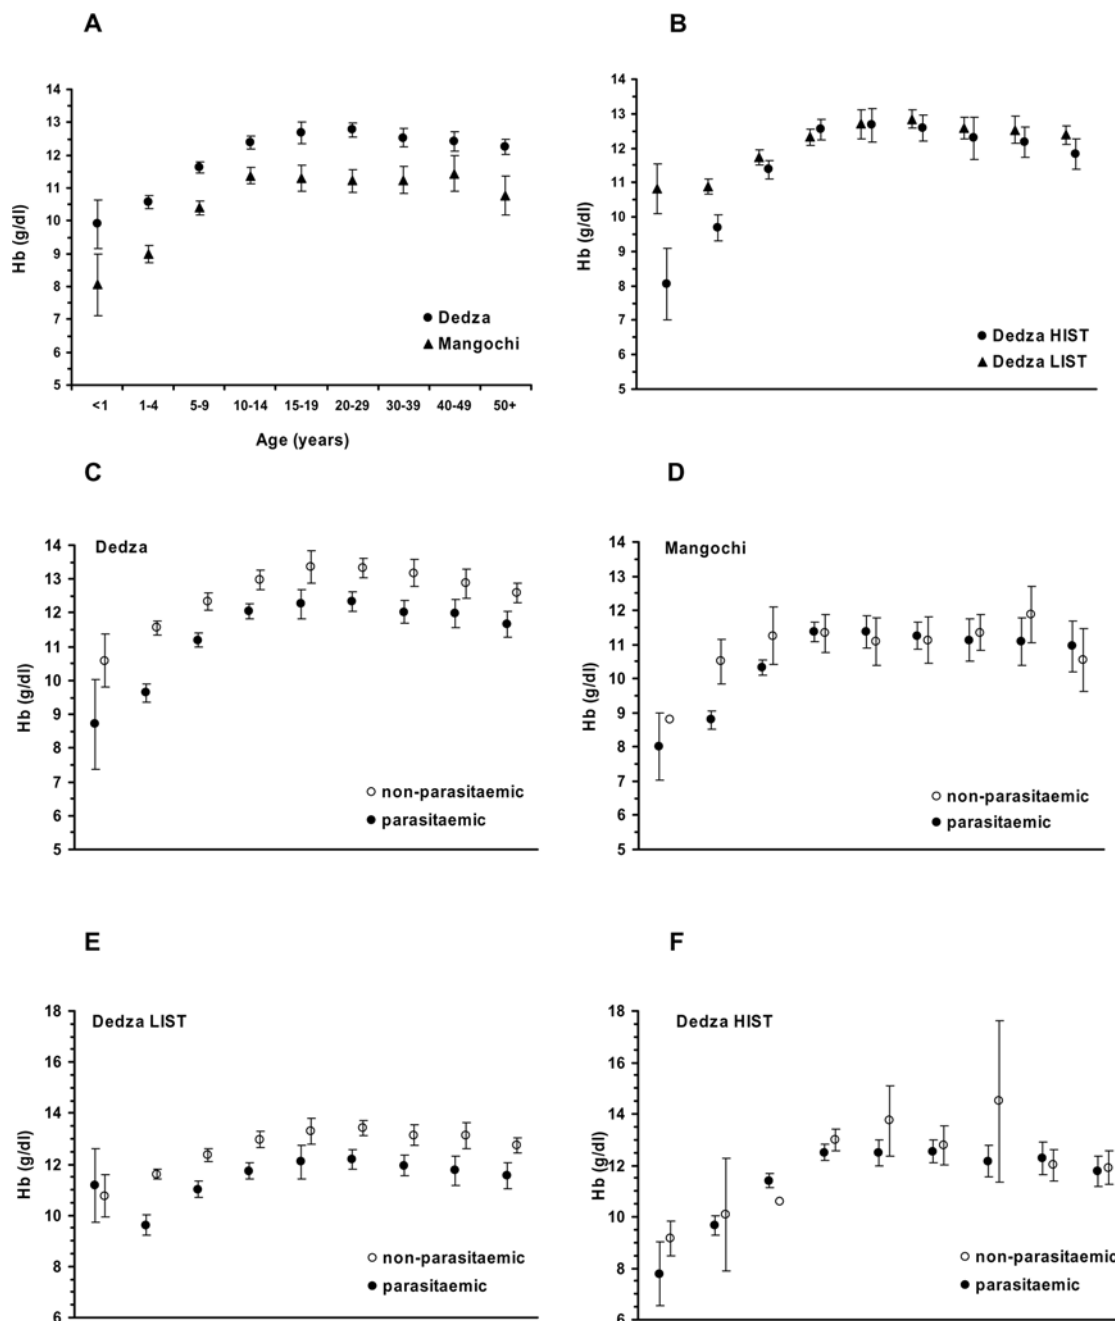 A
14
13
12
11
10
9
8
7
6
5
Hb (g/dl)
Dedza
Mangochi
<1 1-4 5-9 10-14 15-19 20-29 30-39 40-49 50+
Age (years)
B
14
13
12
11
10
9
8
7
6
5
Hb (g/dl)
Dedza HIST
Dedza LIST
C
Dedza
14
13
12
11
10
9
8
7
6
5
Hb (g/dl)
non-parasitaemic
parasitaemic
D
Mangochi
14
13
12
11
10
9
8
7
6
5
Hb (g/dl)
non-parasitaemic
parasitaemic
E
Dedza LIST
18
16
14
12
10
8
6
Hb (g/dl)
non-parasitaemic
parasitaemic
F
Dedza HIST
18
16
14
12
10
8
6
Hb (g/dl)
non-parasitaemic
parasitaemic